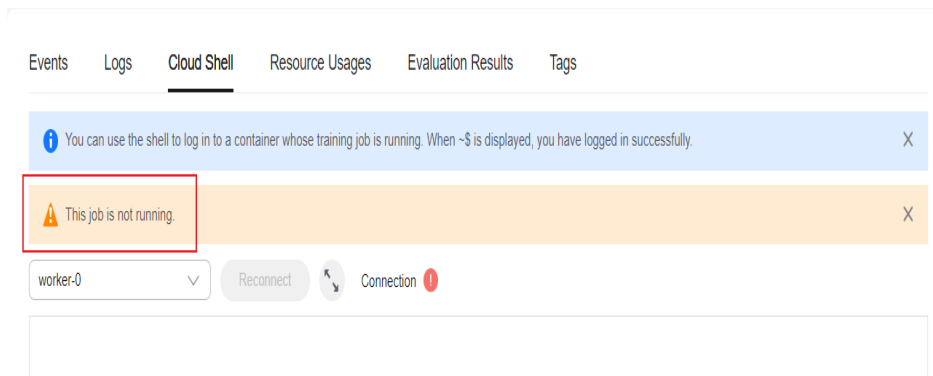 Events Logs Cloud Shell Resource Usages Evaluation Results Tags
You can use the shell to log in to a container whose training job is running. When ~$ is displayed, you have logged in successfully.
This job is not running.
worker-0 Reconnect Connection